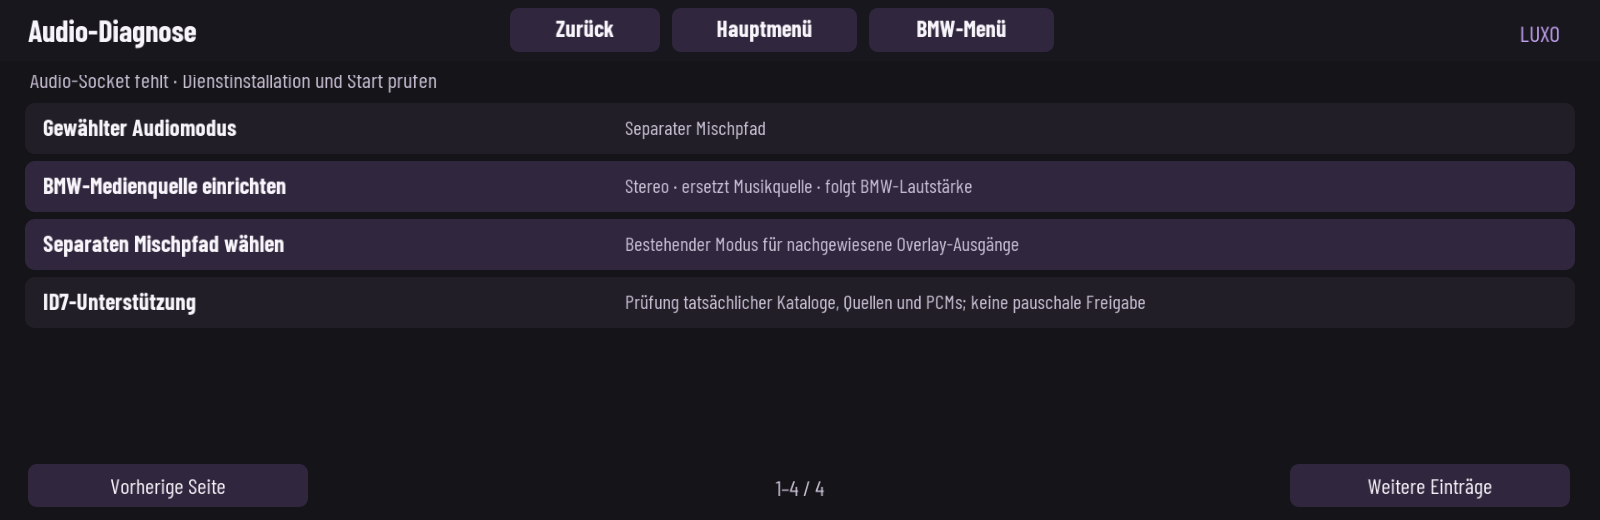 Audio-Diagnose
Zurück
Hauptmenü
BMW-Menü
LUXO
Audio-Socket fehlt · Dienstinstallation und Start prüfen
Gewählter Audiomodus
Separater Mischpfad
BMW-Medienquelle einrichten
Stereo · ersetzt Musikquelle · folgt BMW-Lautstärke
Separaten Mischpfad wählen
Bestehender Modus für nachgewiesene Overlay-Ausgänge
ID7-Unterstützung
Prüfung tatsächlicher Kataloge, Quellen und PCMs; keine pauschale Freigabe
Vorherige Seite
1–4 / 4
Weitere Einträge